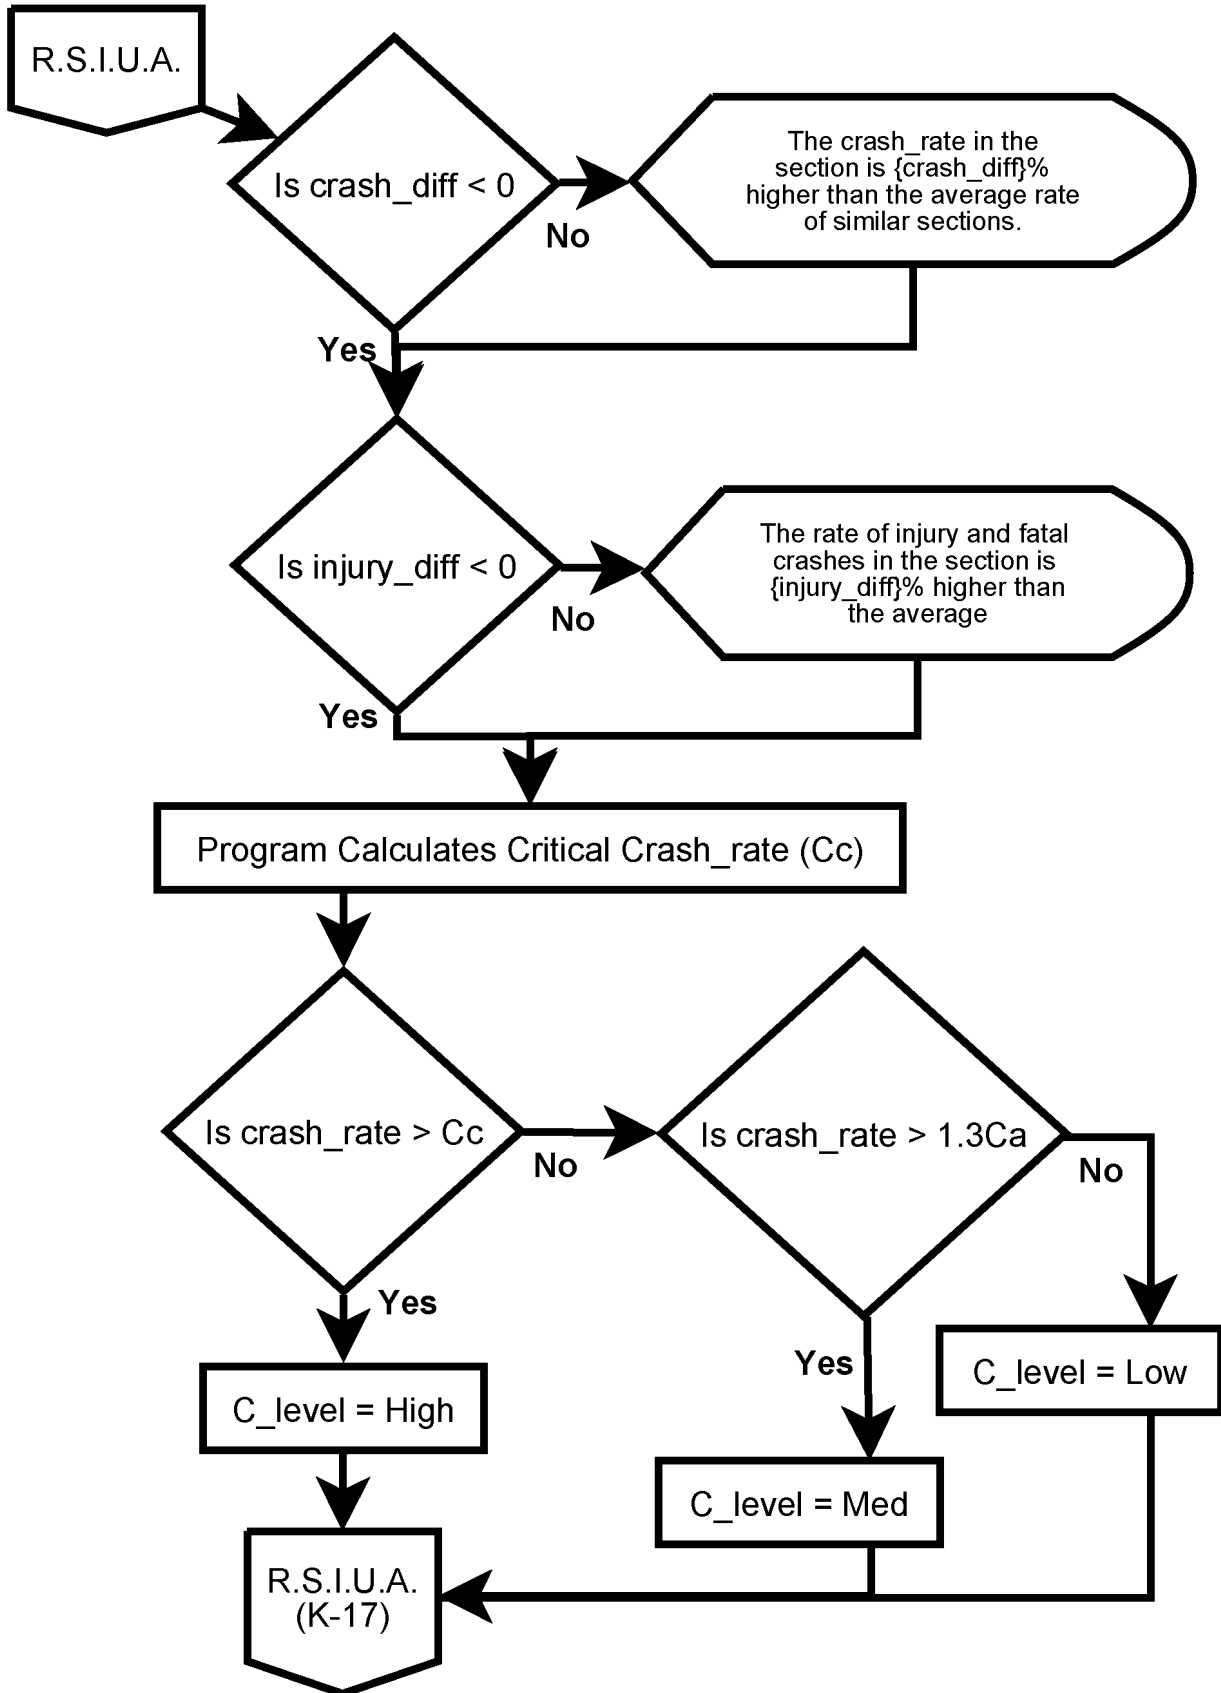 R.S.I.U.A.
Is crash_diff < 0
No
The crash_rate in the
section is {crash_diff}%
higher than the average rate
of similar sections.
Yes
Is injury_diff < 0
No
The rate of injury and fatal
crashes in the section is
{injury_diff}% higher than
the average
Yes
Program Calculates Critical Crash_rate (Cc)
Is crash_rate > Cc
No
Is crash_rate > 1.3Ca
No
Yes
Yes
C_level = Low
C_level = High
C_level = Med
R.S.I.U.A.
(K-17)